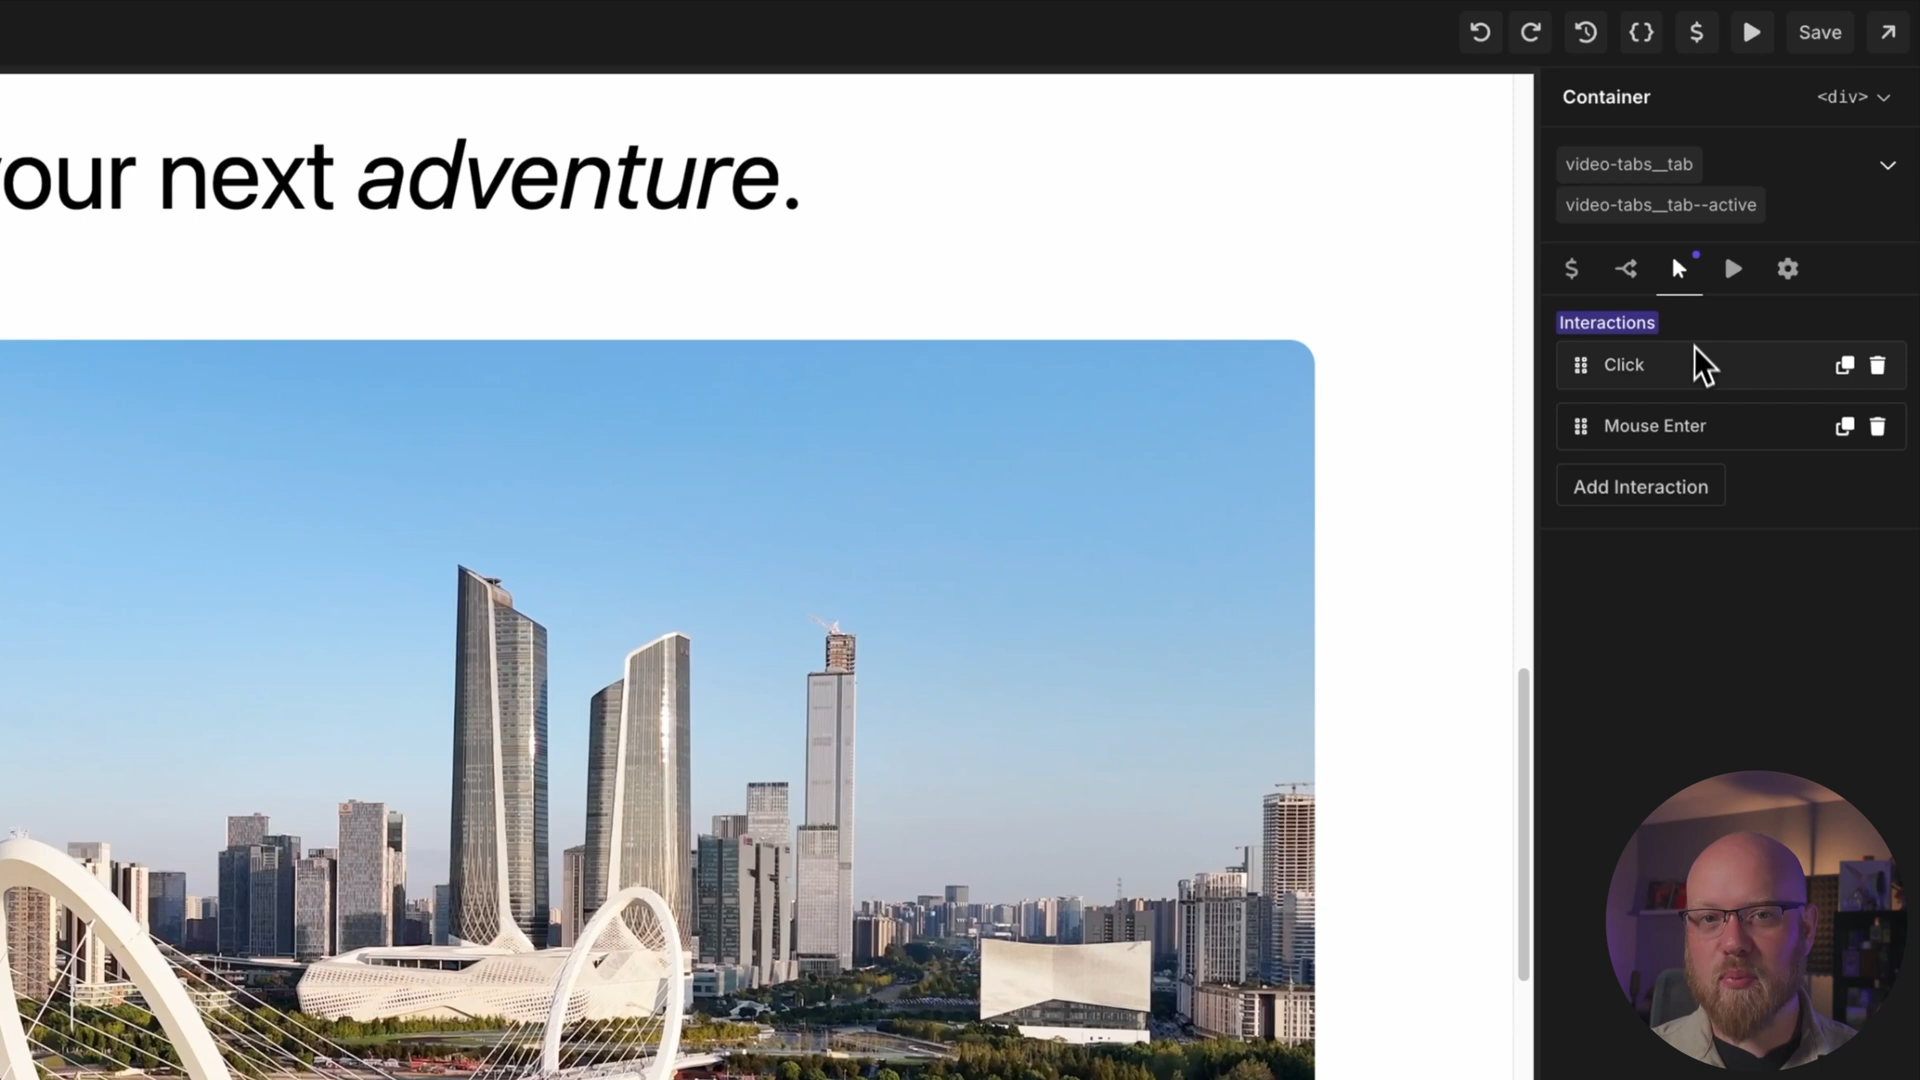 Save
Container
<div>
our next adventure.
video-tabs__tab
video-tabs__tab--active
Interactions
Click
Mouse Enter
Add Interaction